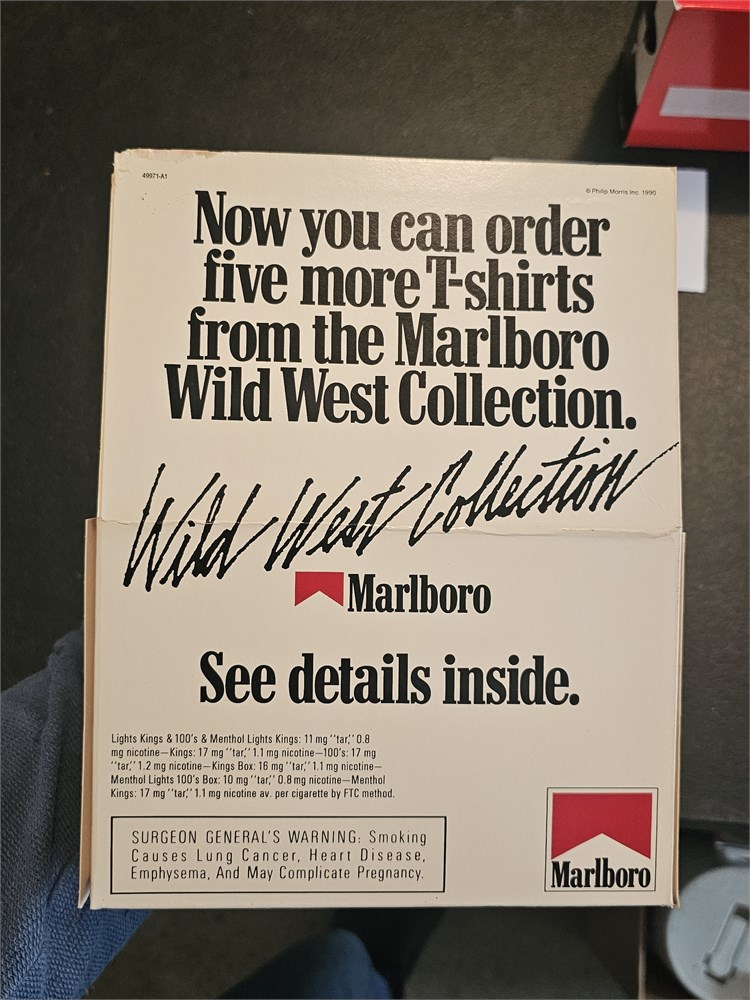 49971-A1
© Philip Morris Inc. 1990
Now you can order
five more T-shirts
from the Marlboro
Wild West Collection.
Wild West Collection
Marlboro
See details inside.
Lights Kings & 100's & Menthol Lights Kings: 11 mg "tar," 0.8
mg nicotine—Kings: 17 mg "tar," 1.1 mg nicotine—100's: 17 mg
"tar," 1.2 mg nicotine—Kings Box: 16 mg "tar," 1.1 mg nicotine—
Menthol Lights 100's Box: 10 mg "tar," 0.8 mg nicotine—Menthol
Kings: 17 mg "tar," 1.1 mg nicotine av. per cigarette by FTC method.
SURGEON GENERAL'S WARNING: Smoking
Causes Lung Cancer, Heart Disease,
Emphysema, And May Complicate Pregnancy.
Marlboro